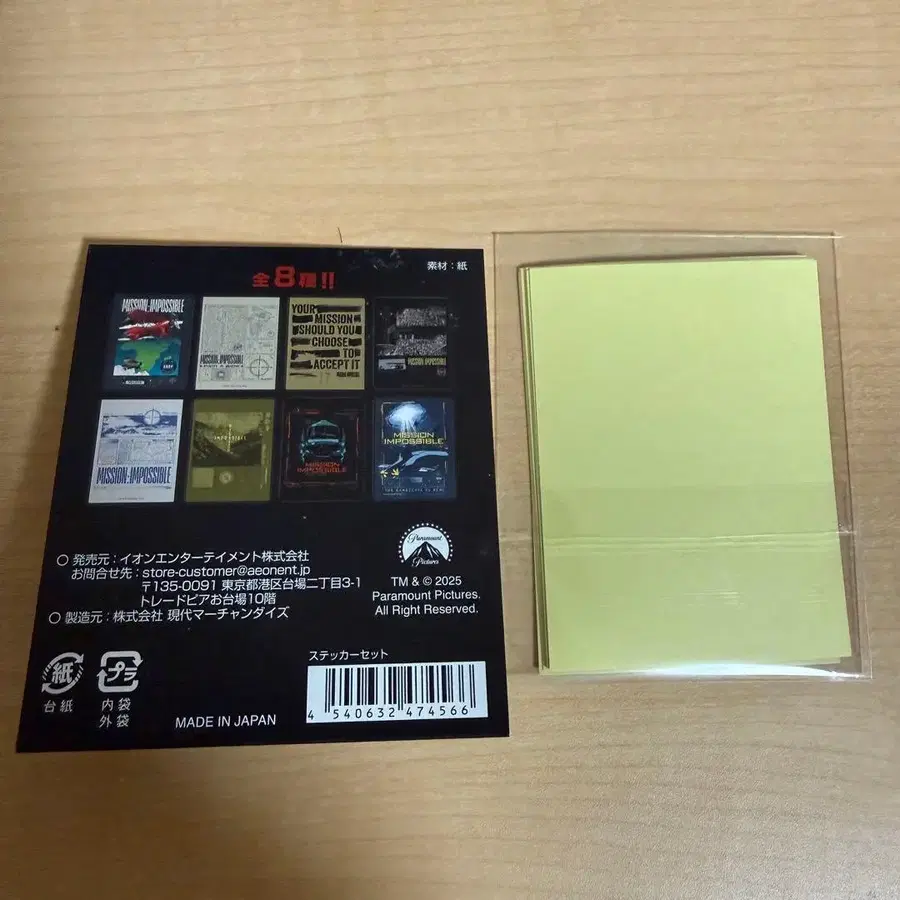 全8種!!
素材：紙
MISSION:IMPOSSIBLE
MISSION:IMPOSSIBLE
YOUR
MISSION
SHOULD YOU
CHOOSE
TO
ACCEPT IT
MISSION:IMPOSSIBLE
MISSION:IMPOSSIBLE
IMPOSSIBLE
MISSION
IMPOSSIBLE
MISSION
IMPOSSIBLE
○ 発売元：イオンエンターテイメント株式会社
お問合せ先：store-customer@aeonent.jp
〒135-0091 東京都港区台場二丁目3-1
トレードピアお台場10階
○ 製造元：株式会社 現代マーチャンダイズ
Paramount
Pictures
TM & © 2025
Paramount Pictures.
All Right Reserved.
紙
台紙
プラ
内袋
外袋
MADE IN JAPAN
ステッカーセット
4 540632 474566